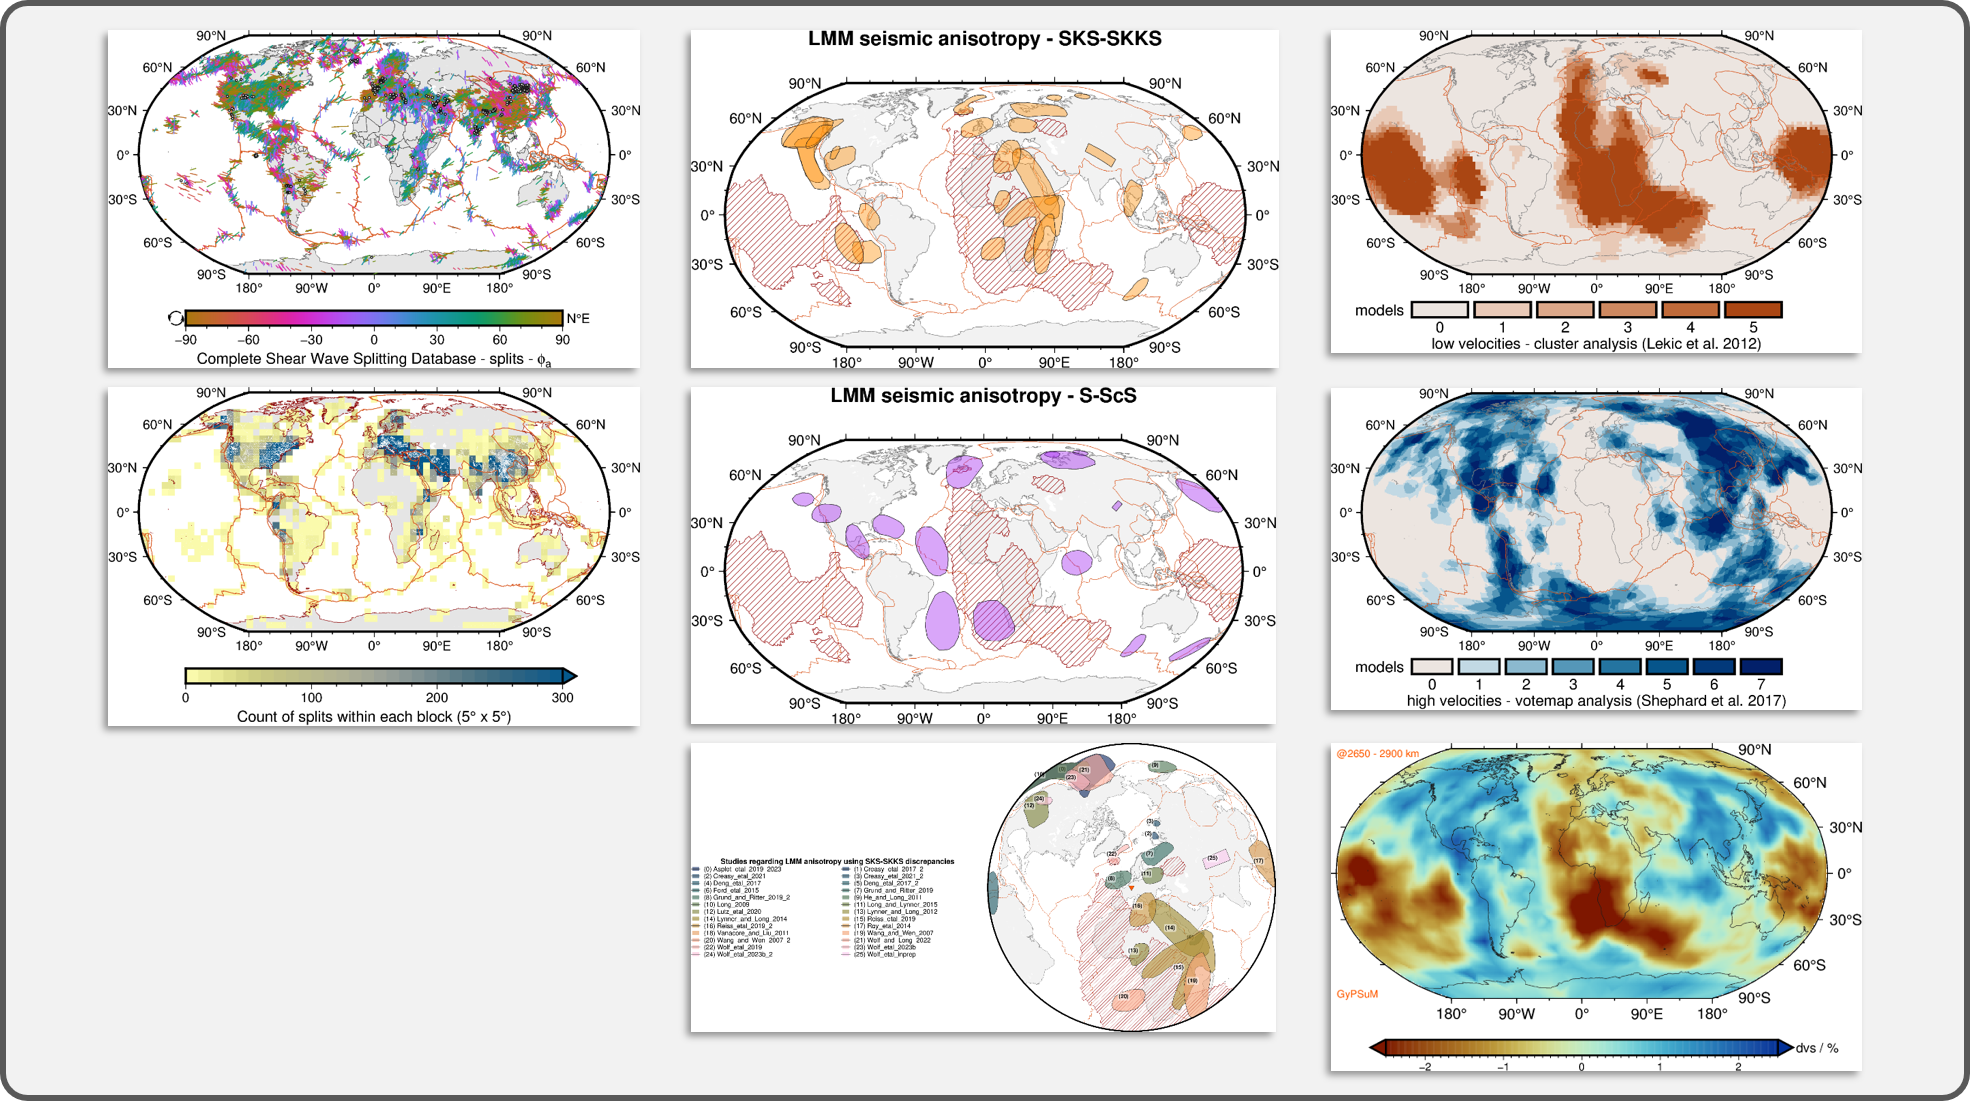 90°N 90°N
60°N 60°N
30°N 30°N
0° 0°
30°S 30°S
60°S 60°S
90°S 90°S
180° 90°W 0° 90°E 180°
N°E
−90 −60 −30 0 30 60 90
Complete Shear Wave Splitting Database - splits - ϕa
LMM seismic anisotropy - SKS-SKKS
90°N 90°N
60°N 60°N
30°N 30°N
0° 0°
30°S 30°S
60°S 60°S
90°S 90°S
180° 90°W 0° 90°E 180°
90°N 90°N
60°N 60°N
30°N 30°N
0° 0°
30°S 30°S
60°S 60°S
90°S 90°S
180° 90°W 0° 90°E 180°
models
0 1 2 3 4 5
low velocities - cluster analysis (Lekic et al. 2012)
90°N 90°N
60°N 60°N
30°N 30°N
0° 0°
30°S 30°S
60°S 60°S
90°S 90°S
180° 90°W 0° 90°E 180°
0 100 200 300
Count of splits within each block (5° x 5°)
LMM seismic anisotropy - S-ScS
90°N 90°N
60°N 60°N
30°N 30°N
0° 0°
30°S 30°S
60°S 60°S
90°S 90°S
180° 90°W 0° 90°E 180°
90°N 90°N
60°N 60°N
30°N 30°N
0° 0°
30°S 30°S
60°S 60°S
90°S 90°S
180° 90°W 0° 90°E 180°
models
0 1 2 3 4 5 6 7
high velocities - votemap analysis (Shephard et al. 2017)
Studies regarding LMM anisotropy using SKS-SKKS discrepancies
(0) Asplet_etal_2019_2023 (1) Creasy_etal_2017_2
(2) Creasy_etal_2021 (3) Creasy_etal_2021_2
(4) Deng_etal_2017 (5) Deng_etal_2017_2
(6) Ford_etal_2015 (7) Grund_and_Ritter_2019
(8) Grund_and_Ritter_2019_2 (9) He_and_Long_2011
(10) Long_2009 (11) Long_and_Lynner_2015
(12) Lutz_etal_2020 (13) Lynner_and_Long_2012
(14) Lynner_and_Long_2014 (15) Reiss_etal_2019
(16) Reiss_etal_2019_2 (17) Roy_etal_2014
(18) Vanacore_and_Liu_2011 (19) Wang_and_Wen_2007
(20) Wang_and_Wen_2007_2 (21) Wolf_and_Long_2022
(22) Wolf_etal_2019 (23) Wolf_etal_2023b
(24) Wolf_etal_2023b_2 (25) Wolf_etal_inprep
(21)
(23)
(9)
(24)
(12)
(3)
(2)
(22)
(7)
(25)
(17)
(8)
(11)
(16)
(14)
(13)
(15)
(19)
(20)
@2650 - 2900 km
90°N
60°N
30°N
0°
30°S
60°S
90°S
GyPSuM
180° 90°W 0° 90°E 180°
dvs / %
−2 −1 0 1 2